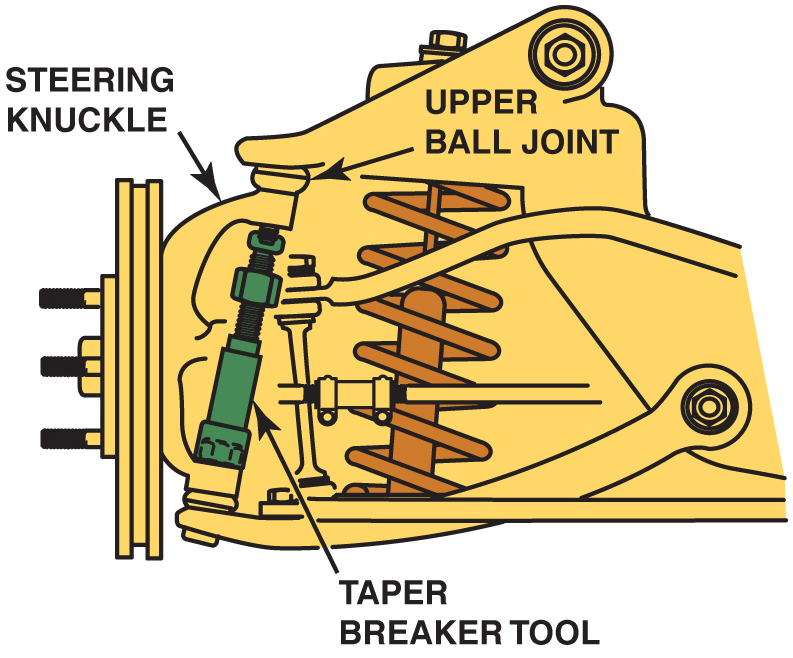 STEERING
KNUCKLE
UPPER
BALL JOINT
TAPER
BREAKER TOOL